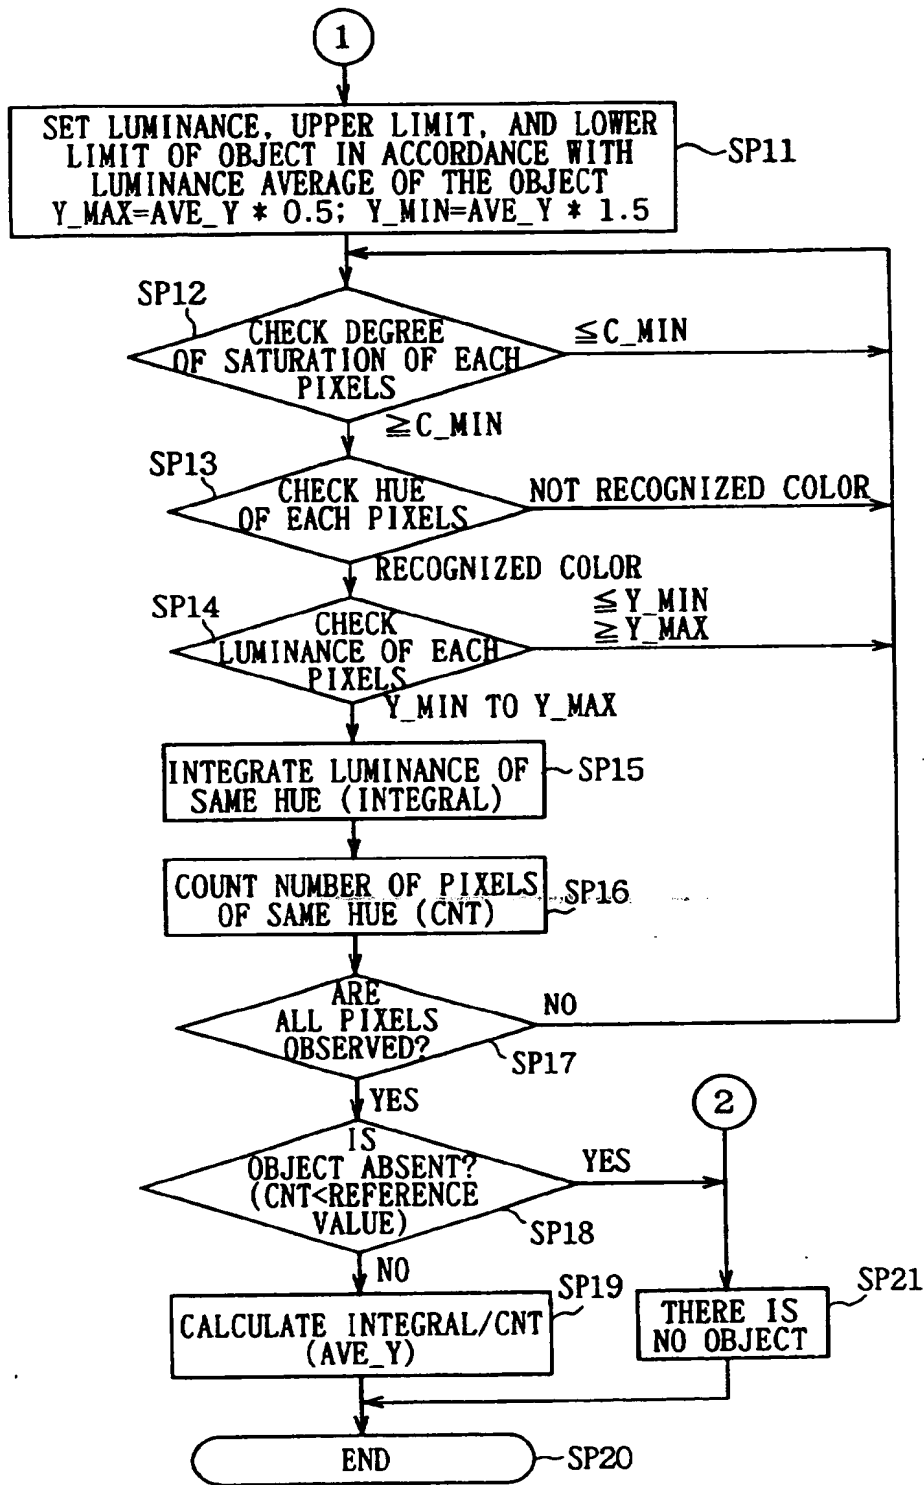 1
SET LUMINANCE, UPPER LIMIT, AND LOWER
LIMIT OF OBJECT IN ACCORDANCE WITH
LUMINANCE AVERAGE OF THE OBJECT
Y_MAX=AVE_Y * 0.5; Y_MIN=AVE_Y * 1.5
SP11
SP12
CHECK DEGREE
OF SATURATION OF EACH
PIXELS
≦C_MIN
≧C_MIN
SP13
CHECK HUE
OF EACH PIXELS
NOT RECOGNIZED COLOR
RECOGNIZED COLOR
SP14
CHECK
LUMINANCE OF EACH
PIXELS
≦Y_MIN
≧Y_MAX
Y_MIN TO Y_MAX
INTEGRATE LUMINANCE OF
SAME HUE (INTEGRAL)
SP15
COUNT NUMBER OF PIXELS
OF SAME HUE (CNT)
SP16
ARE
ALL PIXELS
OBSERVED?
NO
SP17
YES
2
IS
OBJECT ABSENT?
(CNT<REFERENCE
VALUE)
YES
SP18
NO
SP19
CALCULATE INTEGRAL/CNT
(AVE_Y)
SP21
THERE IS
NO OBJECT
END
SP20